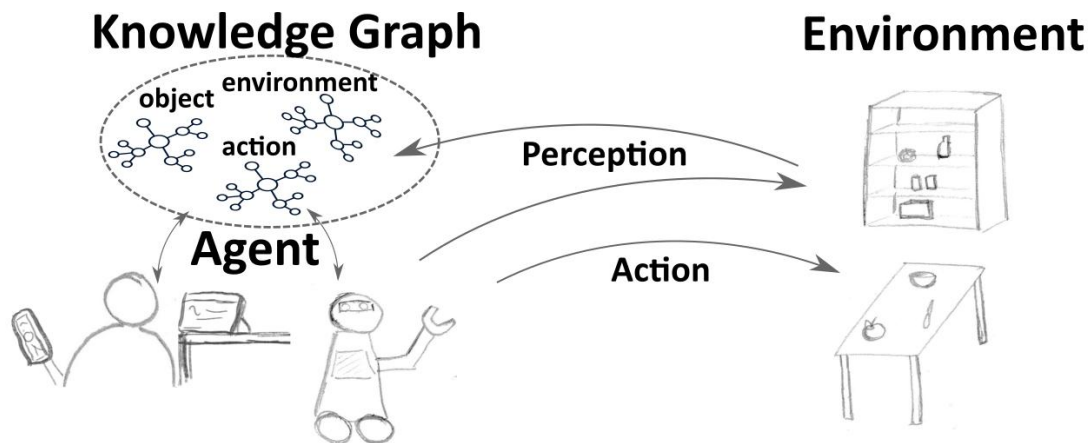 Knowledge Graph
Environment
environment
object
action
Perception
Agent
Action